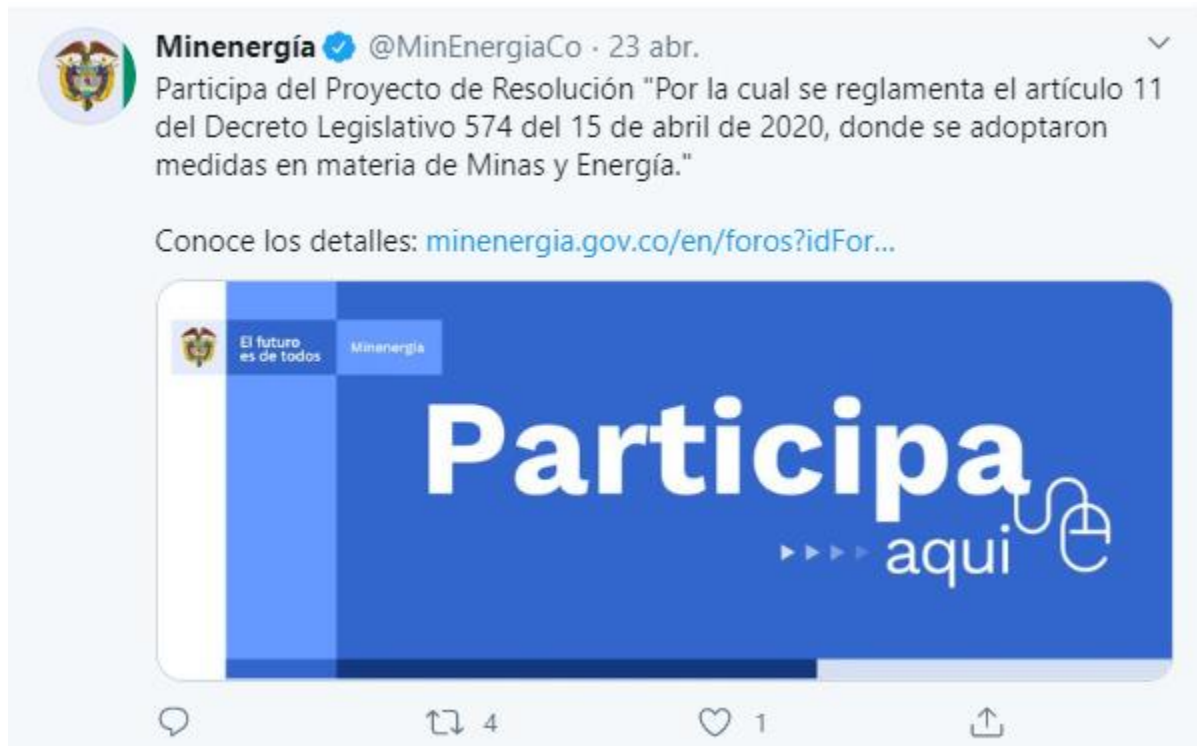 Minenergía @MinEnergiaCo · 23 abr.
Participa del Proyecto de Resolución "Por la cual se reglamenta el artículo 11
del Decreto Legislativo 574 del 15 de abril de 2020, donde se adoptaron
medidas en materia de Minas y Energía."
Conoce los detalles: minenergia.gov.co/en/foros?idFor...
El futuro
es de todos
Minenergía
Participa
aqui
4
1